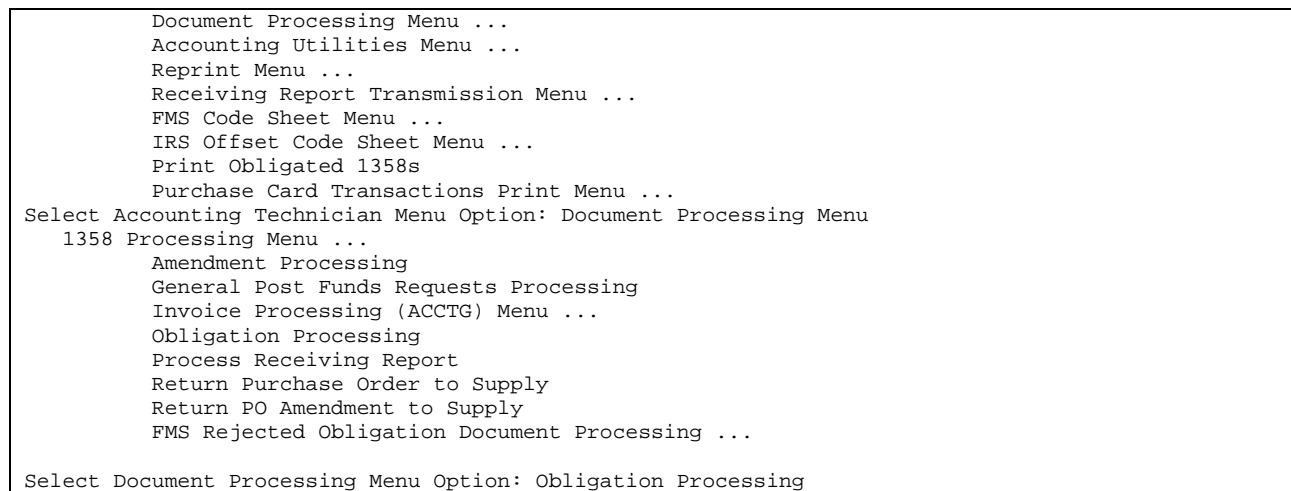 Document Processing Menu ...
Accounting Utilities Menu ...
Reprint Menu ...
Receiving Report Transmission Menu ...
FMS Code Sheet Menu ...
IRS Offset Code Sheet Menu ...
Print Obligated 1358s
Purchase Card Transactions Print Menu ...
Select Accounting Technician Menu Option: Document Processing Menu
1358 Processing Menu ...
Amendment Processing
General Post Funds Requests Processing
Invoice Processing (ACCTG) Menu ...
Obligation Processing
Process Receiving Report
Return Purchase Order to Supply
Return PO Amendment to Supply
FMS Rejected Obligation Document Processing ...
Select Document Processing Menu Option: Obligation Processing